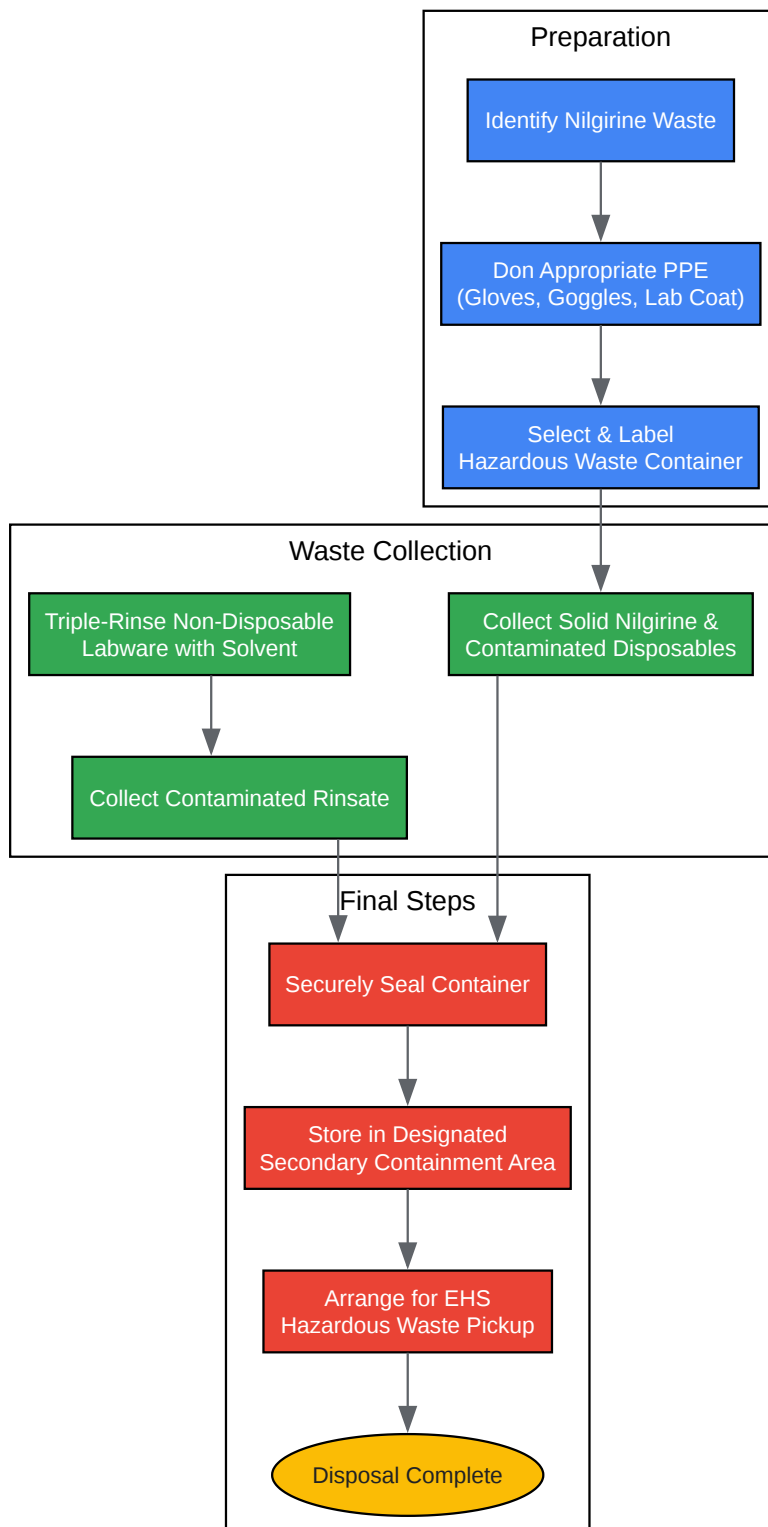 Preparation
Identify Nilgirine Waste
Don Appropriate PPE
(Gloves, Goggles, Lab Coat)
Select & Label
Hazardous Waste Container
Waste Collection
Triple-Rinse Non-Disposable
Labware with Solvent
Collect Solid Nilgirine &
Contaminated Disposables
Collect Contaminated Rinsate
Final Steps
Securely Seal Container
Store in Designated
Secondary Containment Area
Arrange for EHS
Hazardous Waste Pickup
Disposal Complete